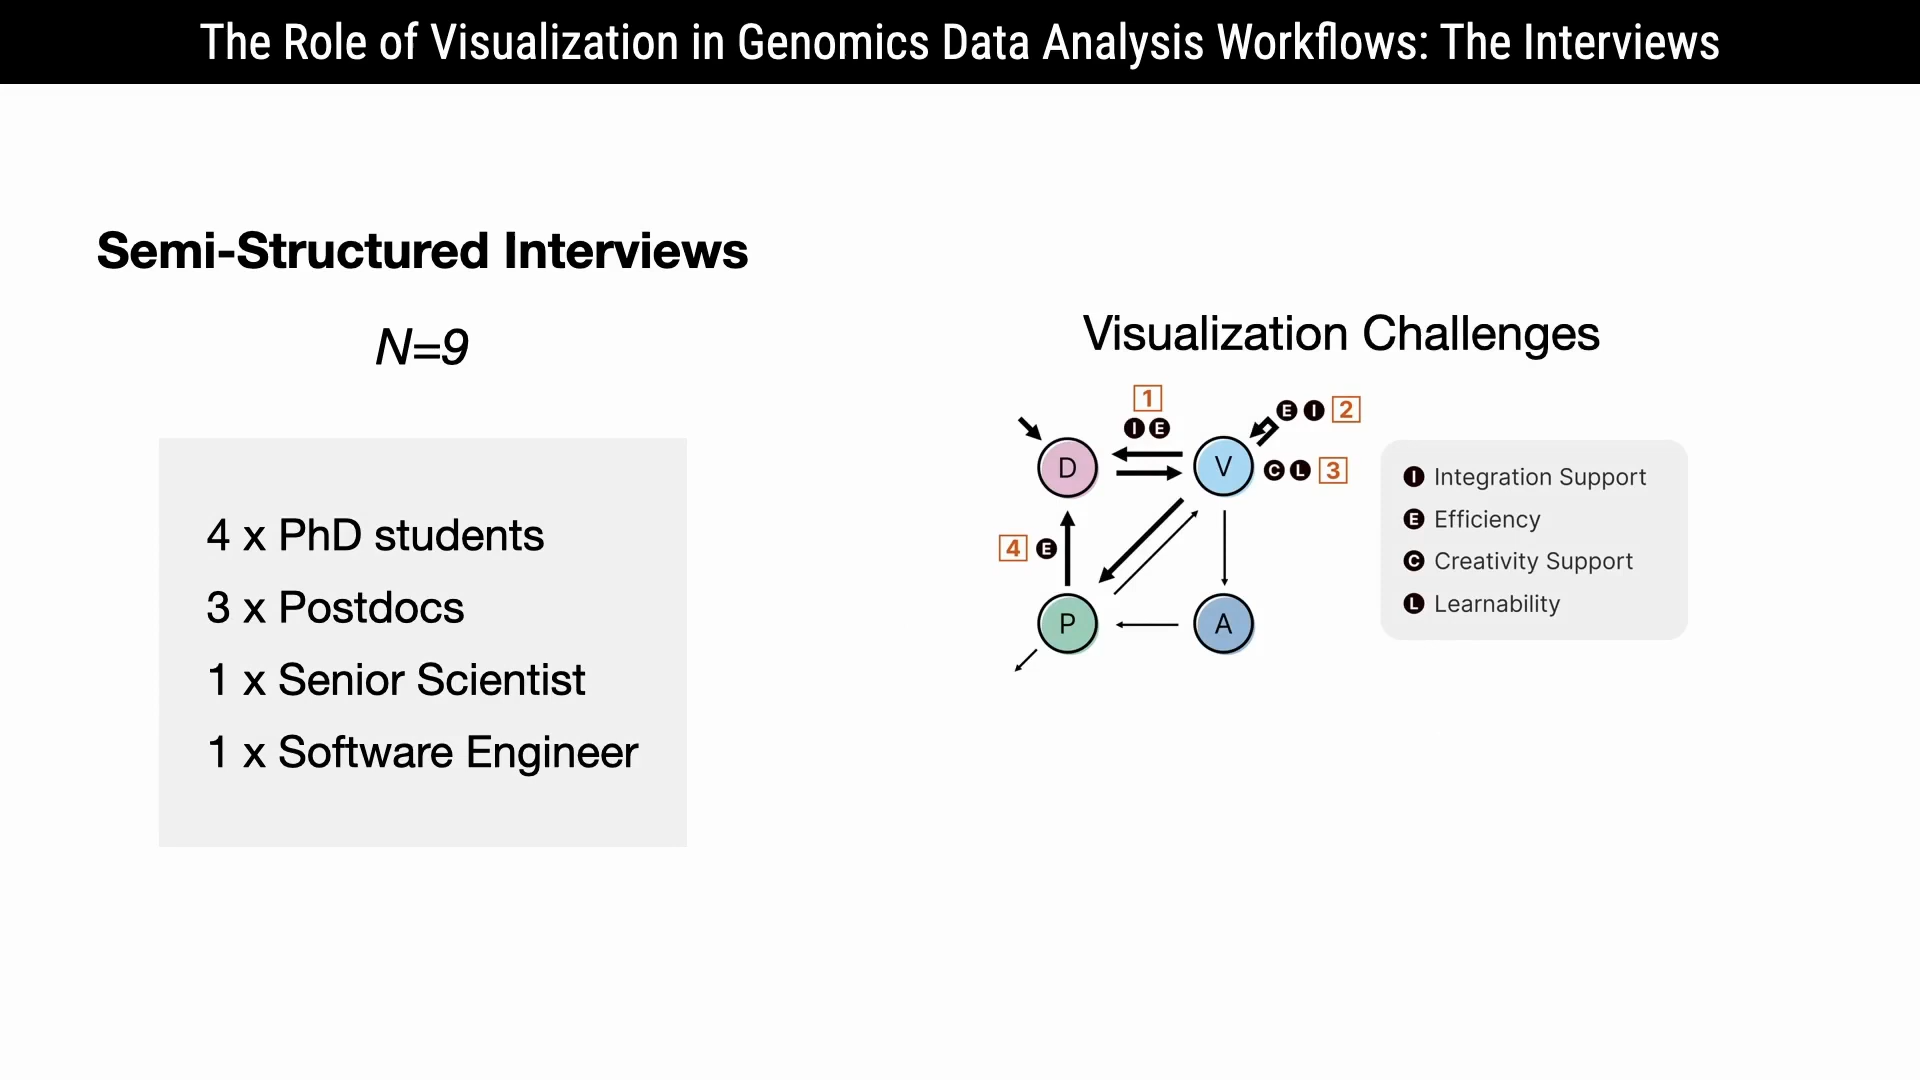 The Role of Visualization in Genomics Data Analysis Workflows: The Interviews
Semi-Structured Interviews
N=9
4 x PhD students
3 x Postdocs
1 x Senior Scientist
1 x Software Engineer
Visualization Challenges
1
I E
E I 2
D
V
C L 3
4 E
P
A
I Integration Support
E Efficiency
C Creativity Support
L Learnability